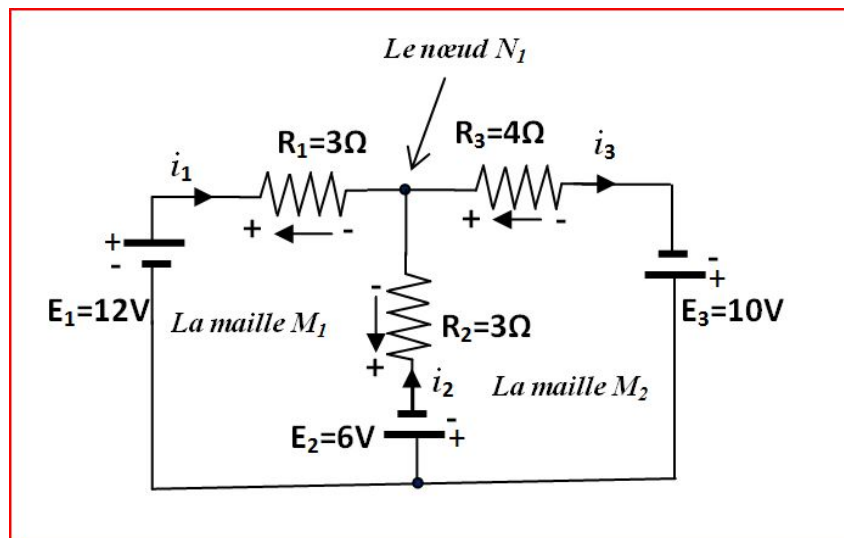 Le nœud N₁
R₁=3Ω
R₃=4Ω
i₁
i₃
+ -
+ -
+
-
E₁=12V
La maille M₁
-
+
R₂=3Ω
i₂
-
+
E₃=10V
La maille M₂
E₂=6V
-
+